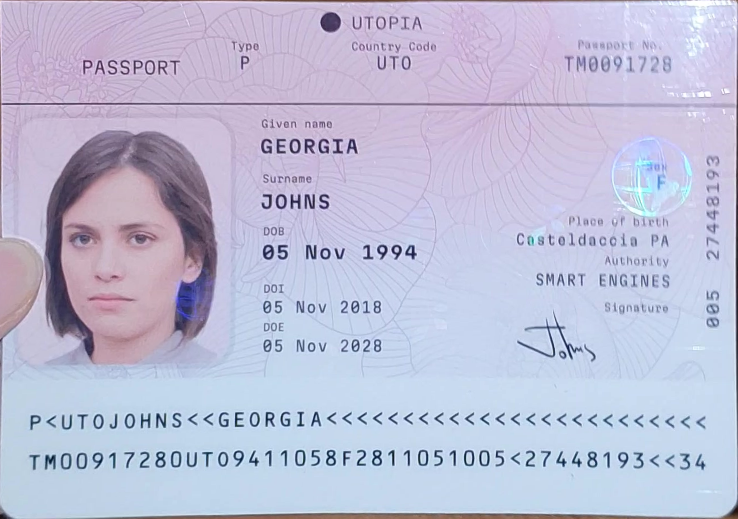 UTOPIA
PASSPORT
Type
P
Country Code
UTO
Passport No.
TM0091728
Given name
GEORGIA
Surname
JOHNS
DOB
05 Nov 1994
DOI
05 Nov 2018
DOE
05 Nov 2028
Sex
F
Place of birth
Casteldaccia PA
Authority
SMART ENGINES
Signature
Johns
005 27448193
P<UTOJOHNS<<GEORGIA<<<<<<<<<<<<<<<<<<<<<<<<<
TM00917280UTO9411058F2811051005<27448193<<34